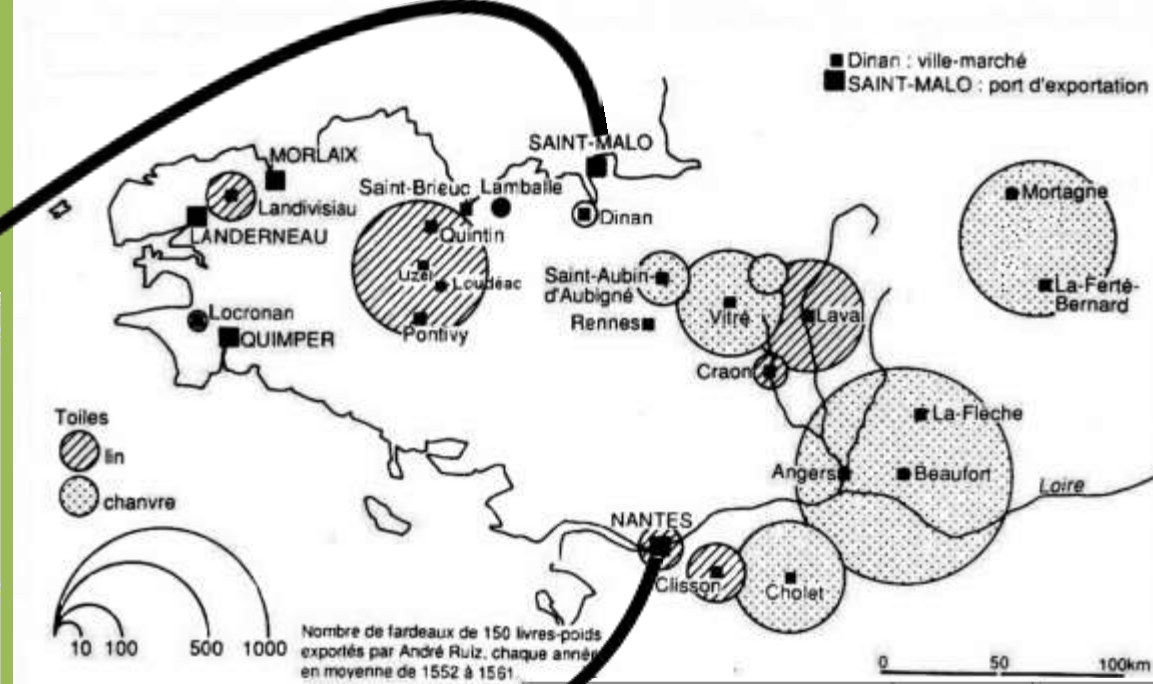 Dinan : ville-marché
SAINT-MALO : port d'exportation
SAINT-MALO
MORLAIX
Mortagne
Saint-Brieuc
Lamballe
Landivisiau
Dinan
LANDERNEAU
Quintin
Uzel
Loudéac
Saint-Aubin-
d'Aubigné
La-Ferté-
Bernard
Locronan
Vitré
Lava
Rennes
QUIMPER
Pontivy
Craon
Toiles
lin
chanvre
La-Fleche
Angers
Beaufort
Loire
NANTES
Clisson
Cholet
10 100 500 1000
Nombre de fardeaux de 150 livres-poids
exportés par André Ruiz, chaque année
en moyenne de 1552 à 1561
0 50 100km